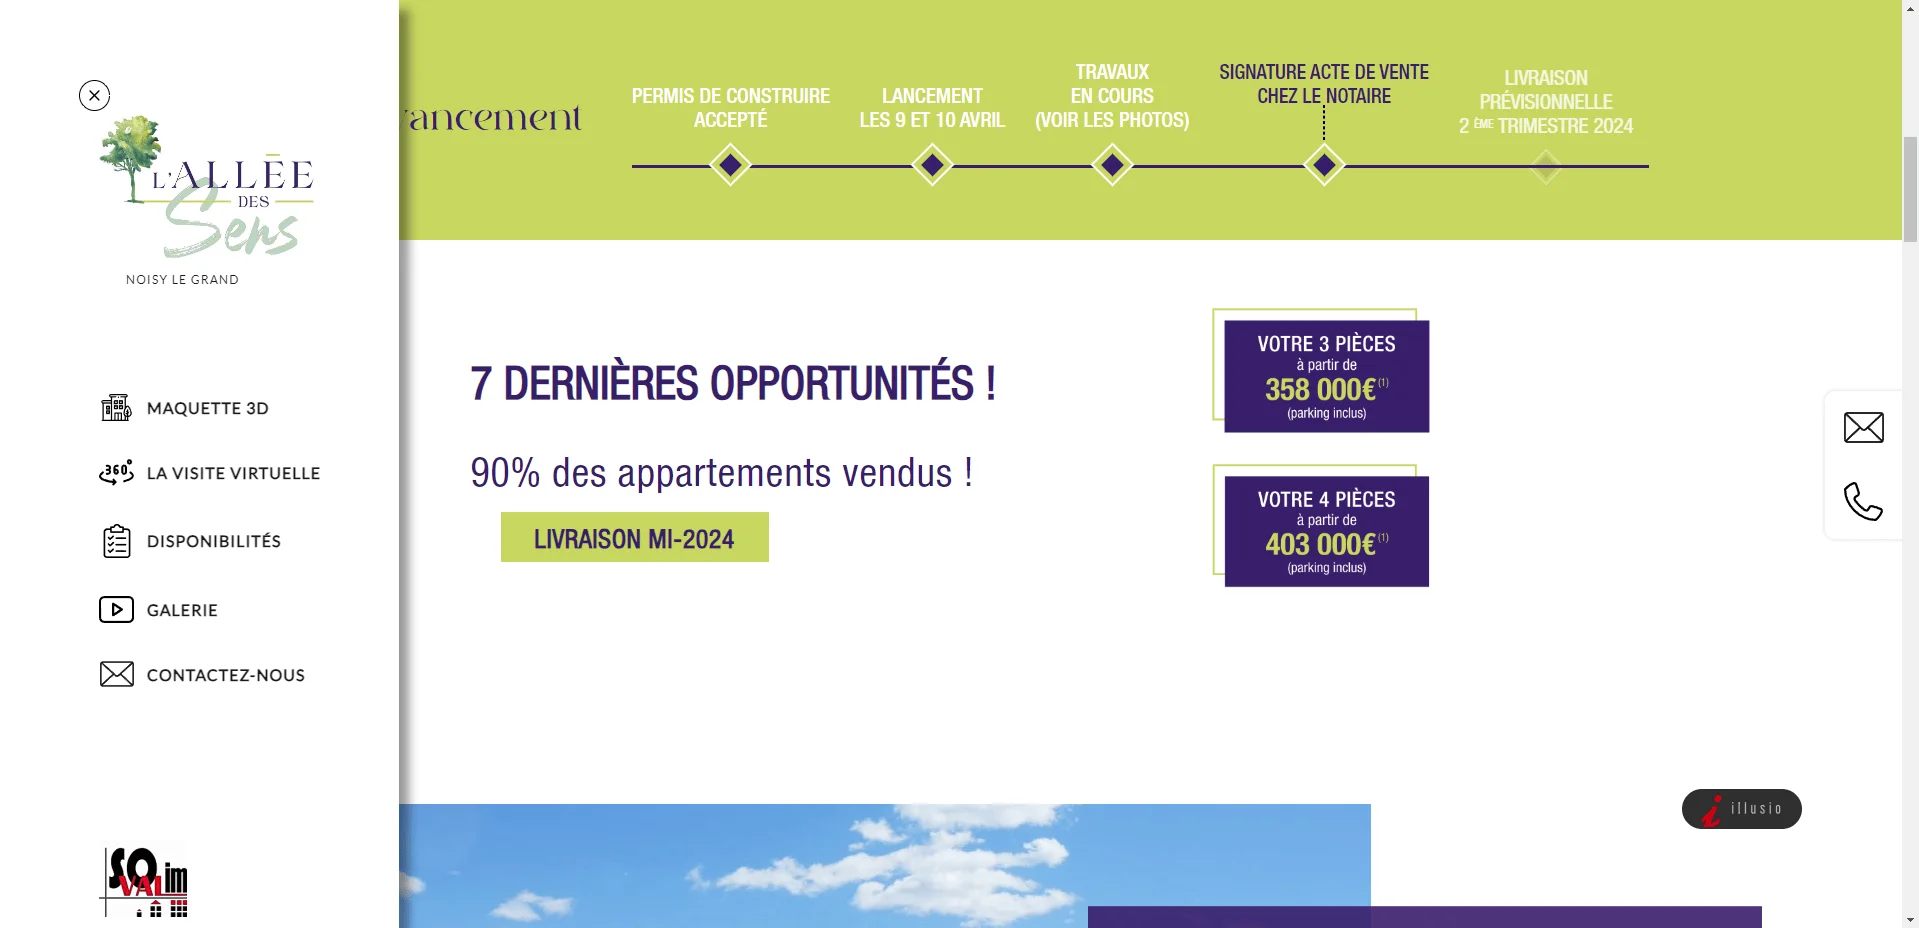 L'ALLÉE
DES
Sens
NOISY LE GRAND
MAQUETTE 3D
360°
LA VISITE VIRTUELLE
DISPONIBILITÉS
GALERIE
CONTACTEZ-NOUS
SOVALim
vancement
PERMIS DE CONSTRUIRE
ACCEPTÉ
LANCEMENT
LES 9 ET 10 AVRIL
TRAVAUX
EN COURS
(VOIR LES PHOTOS)
SIGNATURE ACTE DE VENTE
CHEZ LE NOTAIRE
LIVRAISON
PRÉVISIONNELLE
2 ÈME TRIMESTRE 2024
7 DERNIÈRES OPPORTUNITÉS !
90% des appartements vendus !
LIVRAISON MI-2024
VOTRE 3 PIÈCES
à partir de
358 000€(1)
(parking inclus)
VOTRE 4 PIÈCES
à partir de
403 000€(1)
(parking inclus)
i illusio